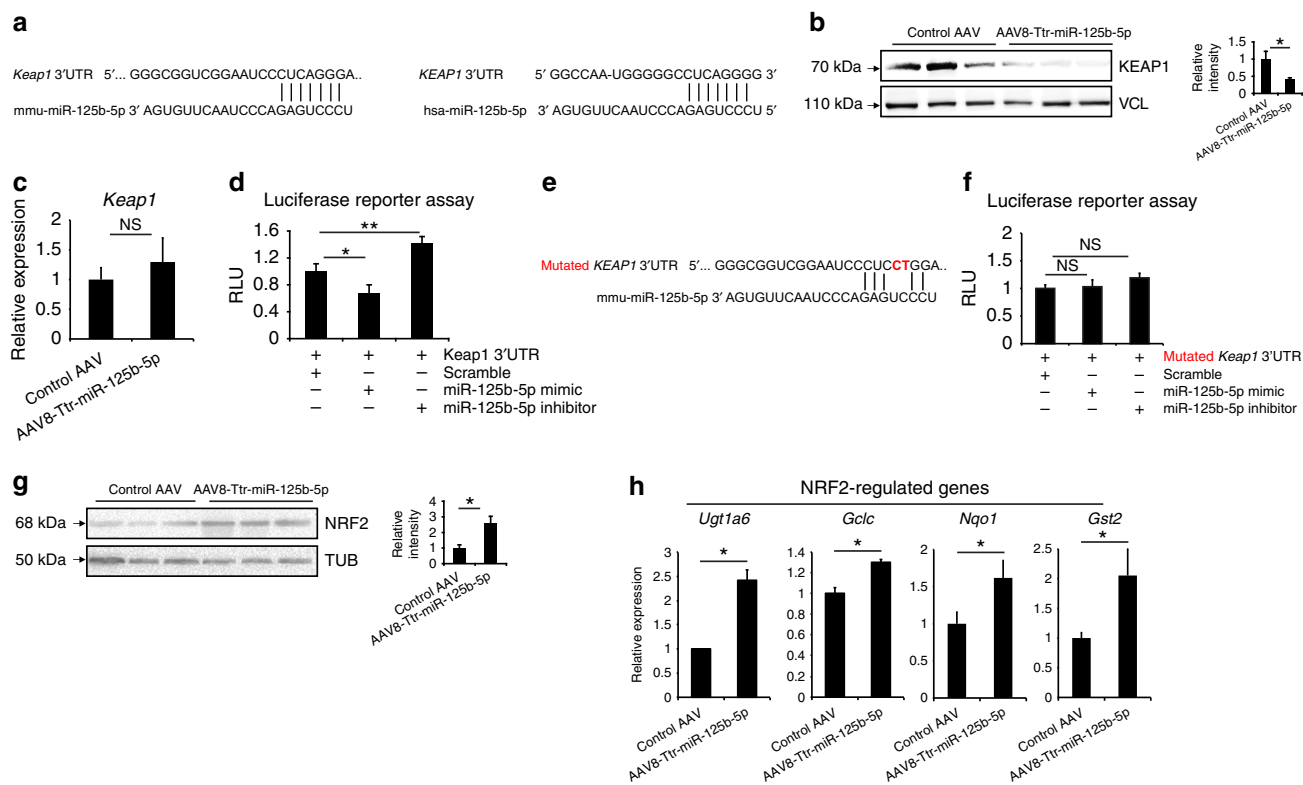 a
Keap1 3′UTR 5′... GGGCGGUCGGAAUCCCUCAGGGA..
mmu-miR-125b-5p 3′ AGUGUUCAAUCCCAGAGUCCCU
KEAP1 3′UTR 5′ GGCCAA-UGGGGGCCUCAGGGG 3′
hsa-miR-125b-5p 3′ AGUGUUCAAUCCCAGAGUCCCU 5′
b
Control AAV AAV8-Ttr-miR-125b-5p
70 kDa KEAP1
110 kDa VCL
Relative intensity
1.5
1
0.5
0
*
Control AAV
AAV8-Ttr-miR-125b-5p
c
Keap1
Relative expression
2
1.5
1
0.5
0
NS
Control AAV
AAV8-Ttr-miR-125b-5p
d
Luciferase reporter assay
RLU
1.6
1.2
0.8
0.4
0
**
*
+ + + Keap1 3′UTR
+ – – Scramble
– + – miR-125b-5p mimic
– – + miR-125b-5p inhibitor
e
Mutated KEAP1 3′UTR 5′... GGGCGGUCGGAAUCCCUCCTGGA..
mmu-miR-125b-5p 3′ AGUGUUCAAUCCCAGAGUCCCU
f
Luciferase reporter assay
RLU
2
1.5
1
0.5
0
NS
NS
+ + + Mutated Keap1 3′UTR
+ – – Scramble
– + – miR-125b-5p mimic
– – + miR-125b-5p inhibitor
g
Control AAV AAV8-Ttr-miR-125b-5p
68 kDa NRF2
50 kDa TUB
Relative intensity
4
3
2
1
0
*
Control AAV
AAV8-Ttr-miR-125b-5p
h
NRF2-regulated genes
Relative expression
Ugt1a6
3
2.5
2
1.5
1
0.5
0
*
Control AAV
AAV8-Ttr-miR-125b-5p
Gclc
1.4
1.2
1
0.8
0.6
0.4
0.2
0
*
Control AAV
AAV8-Ttr-miR-125b-5p
Nqo1
2
1.5
1
0.5
0
*
Control AAV
AAV8-Ttr-miR-125b-5p
Gst2
2.5
2
1.5
1
0.5
0
*
Control AAV
AAV8-Ttr-miR-125b-5p